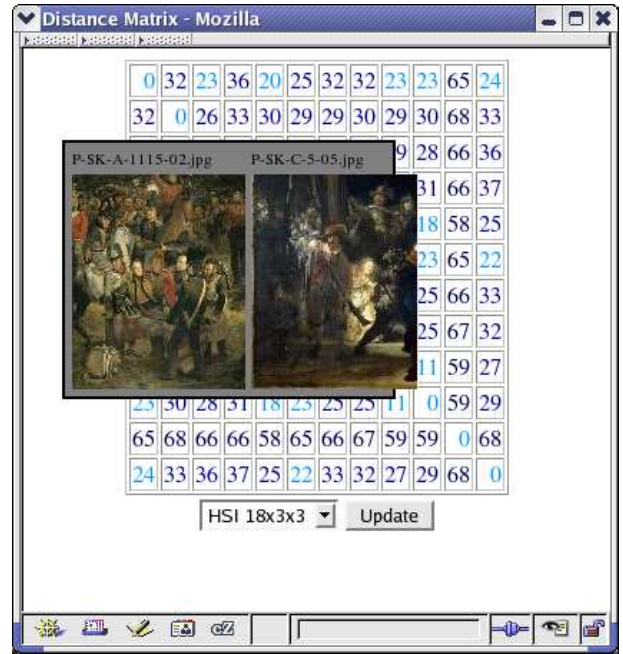 Distance Matrix - Mozilla
0 32 23 36 20 25 32 32 23 23 65 24
32 0 26 33 30 29 29 30 29 30 68 33
P-SK-A-1115-02.jpg P-SK-C-5-05.jpg 9 28 66 36
31 66 37
18 58 25
23 65 22
25 66 33
25 67 32
11 59 27
23 30 28 31 18 23 25 25 11 0 59 29
65 68 66 66 58 65 66 67 59 59 0 68
24 33 36 37 25 22 33 32 27 29 68 0
HSI 18x3x3 Update